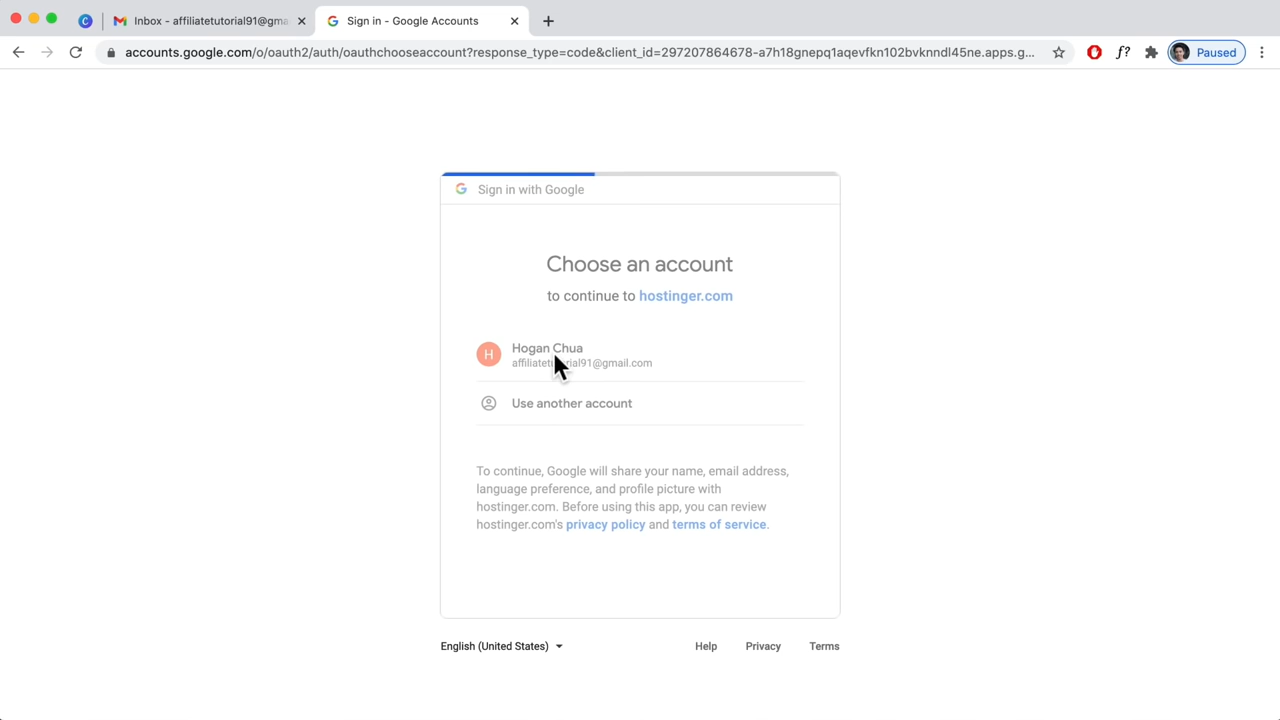 Inbox - affiliatetutorial91@gma
Sign in - Google Accounts
accounts.google.com/o/oauth2/auth/oauthchooseaccount?response_type=code&client_id=297207864678-a7h18gnepq1aqevfkn102bvknndl45ne.apps.g...
f?
Paused
Sign in with Google
Choose an account
to continue to hostinger.com
H
Hogan Chua
affiliatetutorial91@gmail.com
Use another account
To continue, Google will share your name, email address,
language preference, and profile picture with
hostinger.com. Before using this app, you can review
hostinger.com's privacy policy and terms of service.
English (United States)
Help
Privacy
Terms